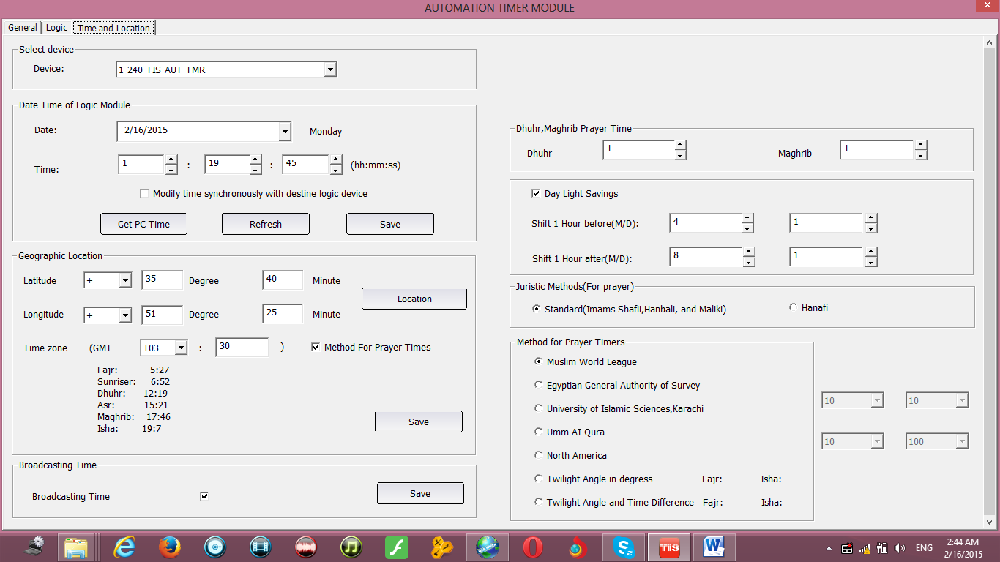 AUTOMATION TIMER MODULE
General Logic Time and Location
Select device
Device: 1-240-TIS-AUT-TMR
Date Time of Logic Module
Date: 2/16/2015 Monday
Time: 1 : 19 : 45 (hh:mm:ss)
Modify time synchronously with destine logic device
Get PC Time Refresh Save
Geographic Location
Latitude + 35 Degree 40 Minute
Location
Longitude + 51 Degree 25 Minute
Time zone (GMT +03 : 30 ) Method For Prayer Times
Fajr: 5:27
Sunriser: 6:52
Dhuhr: 12:19
Asr: 15:21
Maghrib: 17:46
Isha: 19:7
Save
Broadcasting Time
Broadcasting Time Save
Dhuhr,Maghrib Prayer Time
Dhuhr 1 Maghrib 1
Day Light Savings
Shift 1 Hour before(M/D): 4 1
Shift 1 Hour after(M/D): 8 1
Juristic Methods(For prayer)
Standard(Imams Shafii,Hanbali, and Maliki) Hanafi
Method for Prayer Timers
Muslim World League
Egyptian General Authority of Survey
University of Islamic Sciences,Karachi
Umm AI-Qura
North America
Twilight Angle in degress Fajr: Isha:
Twilight Angle and Time Difference Fajr: Isha:
10 10
10 100
TIS
ENG
2:44 AM
2/16/2015